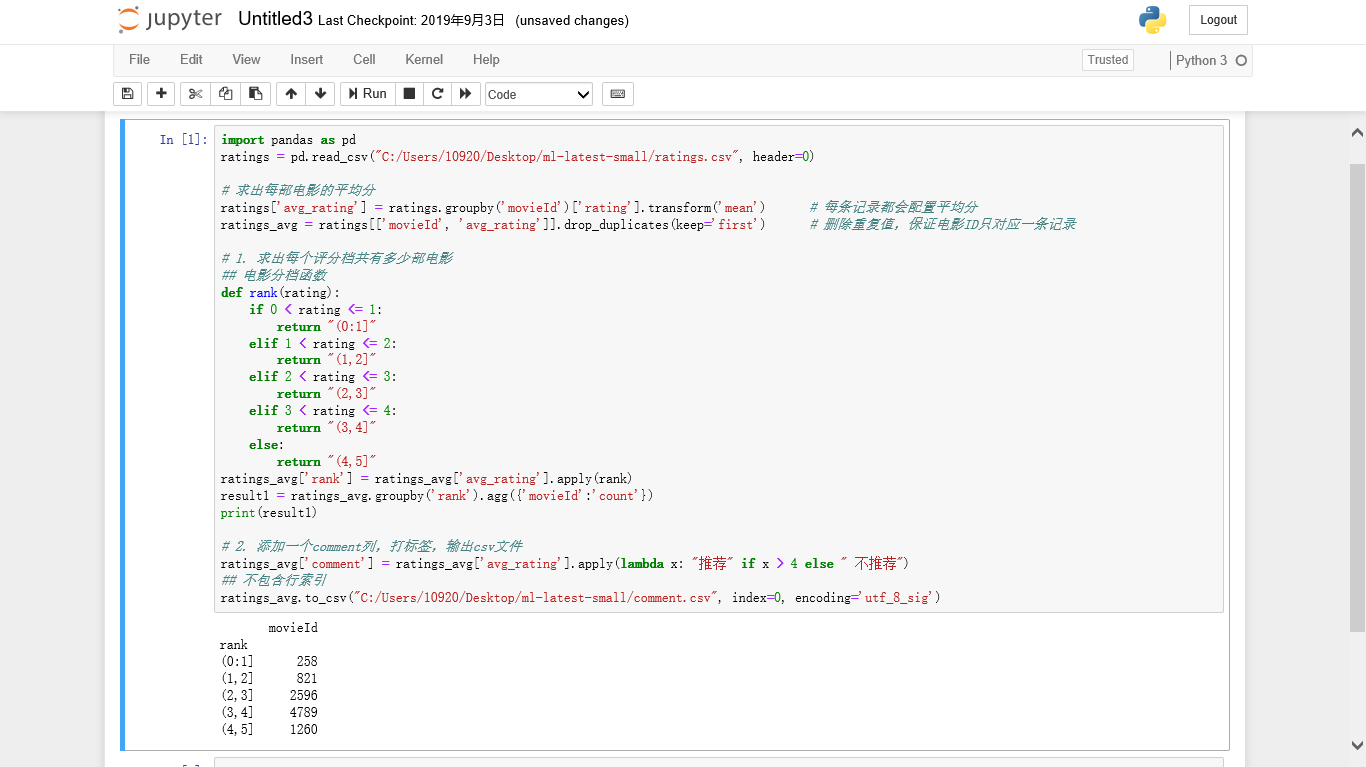 jupyter Untitled3 Last Checkpoint: 2019年9月3日 (unsaved changes) Logout
File Edit View Insert Cell Kernel Help Trusted Python 3
Run Code
In [1]:
import pandas as pd
ratings = pd.read_csv("C:/Users/10920/Desktop/ml-latest-small/ratings.csv", header=0)
# 求出每部电影的平均分
ratings['avg_rating'] = ratings.groupby('movieId')['rating'].transform('mean') # 每条记录都会配置平均分
ratings_avg = ratings[['movieId', 'avg_rating']].drop_duplicates(keep='first') # 删除重复值，保证电影ID只对应一条记录
# 1. 求出每个评分档共有多少部电影
## 电影分档函数
def rank(rating):
    if 0 < rating <= 1:
        return "(0:1]"
    elif 1 < rating <= 2:
        return "(1,2]"
    elif 2 < rating <= 3:
        return "(2,3]"
    elif 3 < rating <= 4:
        return "(3,4]"
    else:
        return "(4,5]"
ratings_avg['rank'] = ratings_avg['avg_rating'].apply(rank)
result1 = ratings_avg.groupby('rank').agg({'movieId':'count'})
print(result1)
# 2. 添加一个comment列，打标签，输出csv文件
ratings_avg['comment'] = ratings_avg['avg_rating'].apply(lambda x: "推荐" if x > 4 else " 不推荐")
## 不包含行索引
ratings_avg.to_csv("C:/Users/10920/Desktop/ml-latest-small/comment.csv", index=0, encoding='utf_8_sig')
movieId
rank
(0:1] 258
(1,2] 821
(2,3] 2596
(3,4] 4789
(4,5] 1260